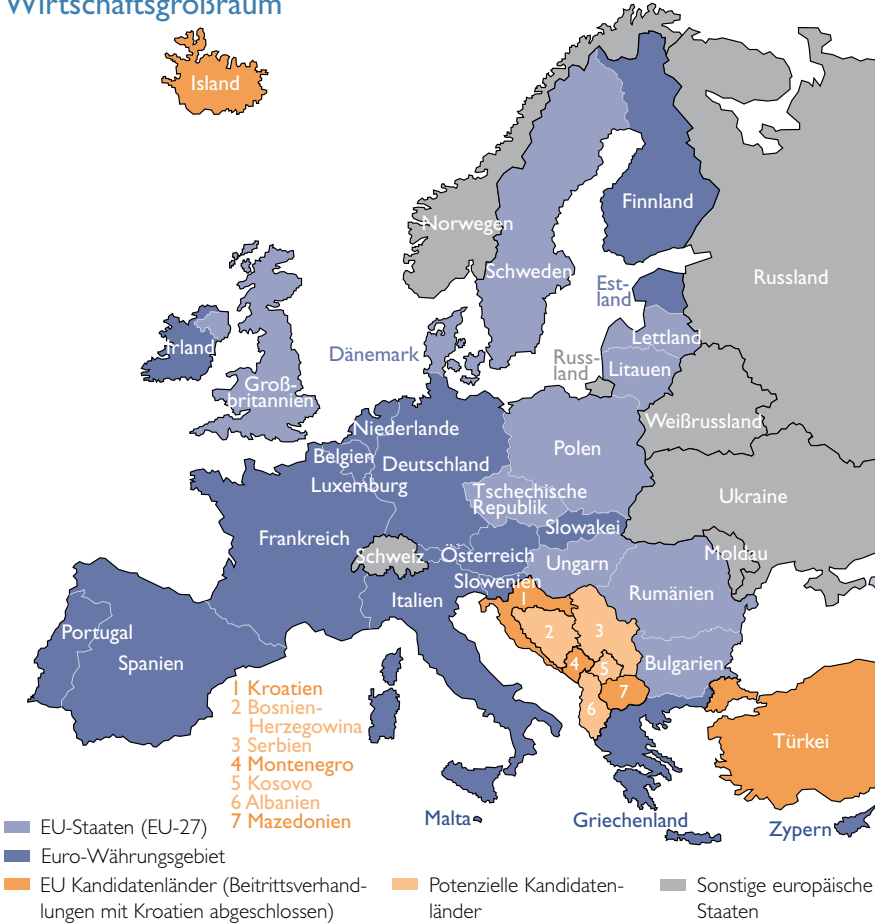 Wirtschaftsgroßraum
Island
Norwegen
Finnland
Schweden
Russland
Est-
land
Lettland
Irland
Dänemark
Russ-
land
Litauen
Groß-
britannien
Weißrussland
Niederlande
Polen
Belgien
Deutschland
Luxemburg
Tschechische
Republik
Ukraine
Slowakei
Frankreich
Schweiz
Österreich
Ungarn
Moldau
Slowenien
Italien
1
Rumänien
Portugal
2
3
Spanien
4
5
Bulgarien
6
7
Türkei
1 Kroatien
2 Bosnien-
Herzegowina
3 Serbien
4 Montenegro
5 Kosovo
6 Albanien
7 Mazedonien
Malta
Griechenland
Zypern
EU-Staaten (EU-27)
Euro-Währungsgebiet
EU Kandidatenländer (Beitrittsverhand-
lungen mit Kroatien abgeschlossen)
Potenzielle Kandidaten-
länder
Sonstige europäische
Staaten